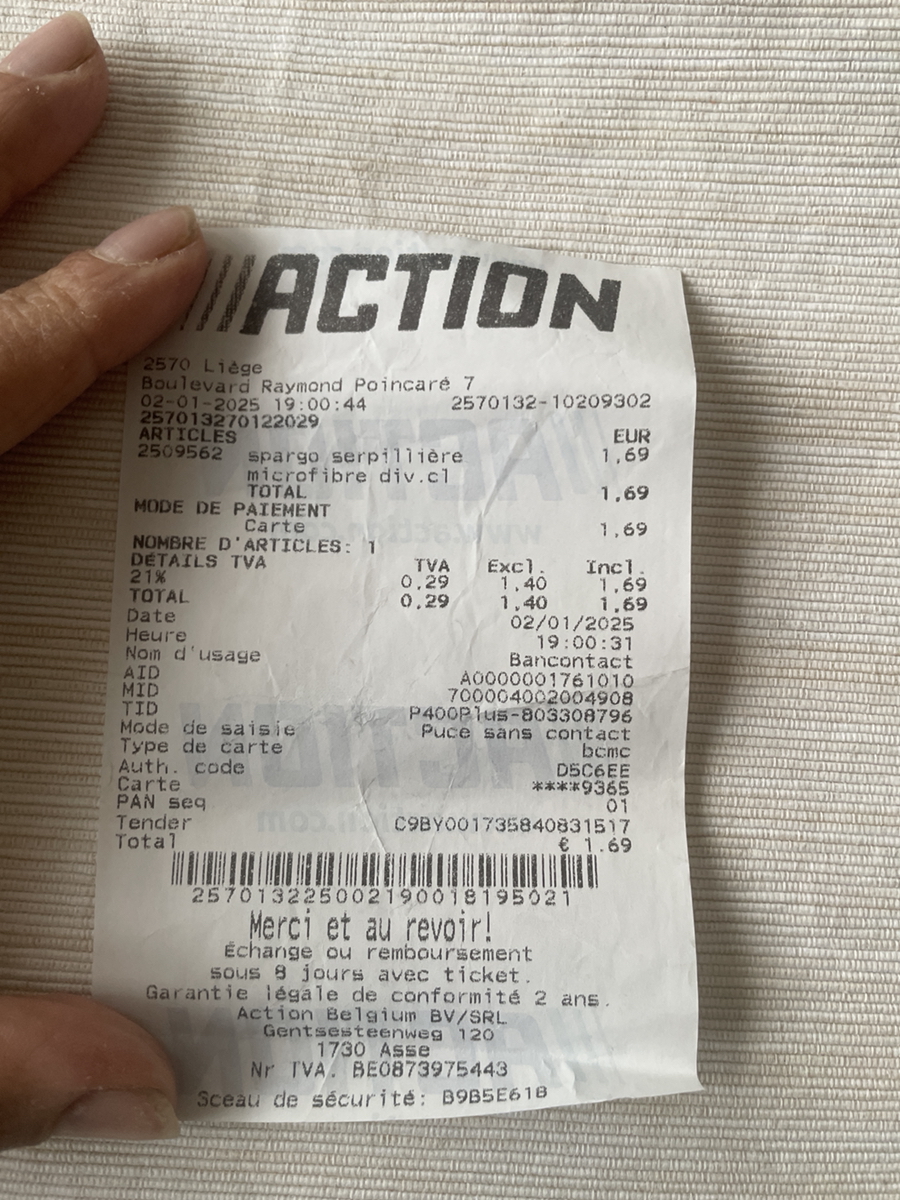 ACTION
2570 Liège
Boulevard Raymond Poincaré 7
02-01-2025 19:00:44 2570132-10209302
2570132270122029
ARTICLES EUR
2509562 spargo serpillière 1,69
microfibre div.cl
TOTAL 1,69
MODE DE PAIEMENT
Carte 1,69
NOMBRE D'ARTICLES: 1
DÉTAILS TVA TVA Excl. Incl.
21% 0,29 1,40 1,69
TOTAL 0,29 1,40 1,69
Date 02/01/2025
Heure 19:00:31
Nom d'usage Bancontact
AID A0000001761010
MID 700004002004908
TID P400Plus-803308796
Mode de saisie Puce sans contact
Type de carte bcmc
Auth. code D5C6EE
Carte ****9365
PAN seq 01
Tender C9BY001735840831517
Total € 1.69
257013225002190018195021
Merci et au revoir!
Échange ou remboursement
sous 8 jours avec ticket.
Garantie légale de conformité 2 ans.
Action Belgium BV/SRL
Gentsesteenweg 120
1730 Asse
Nr TVA. BE0873975443
Sceau de sécurité: B9B5E61B